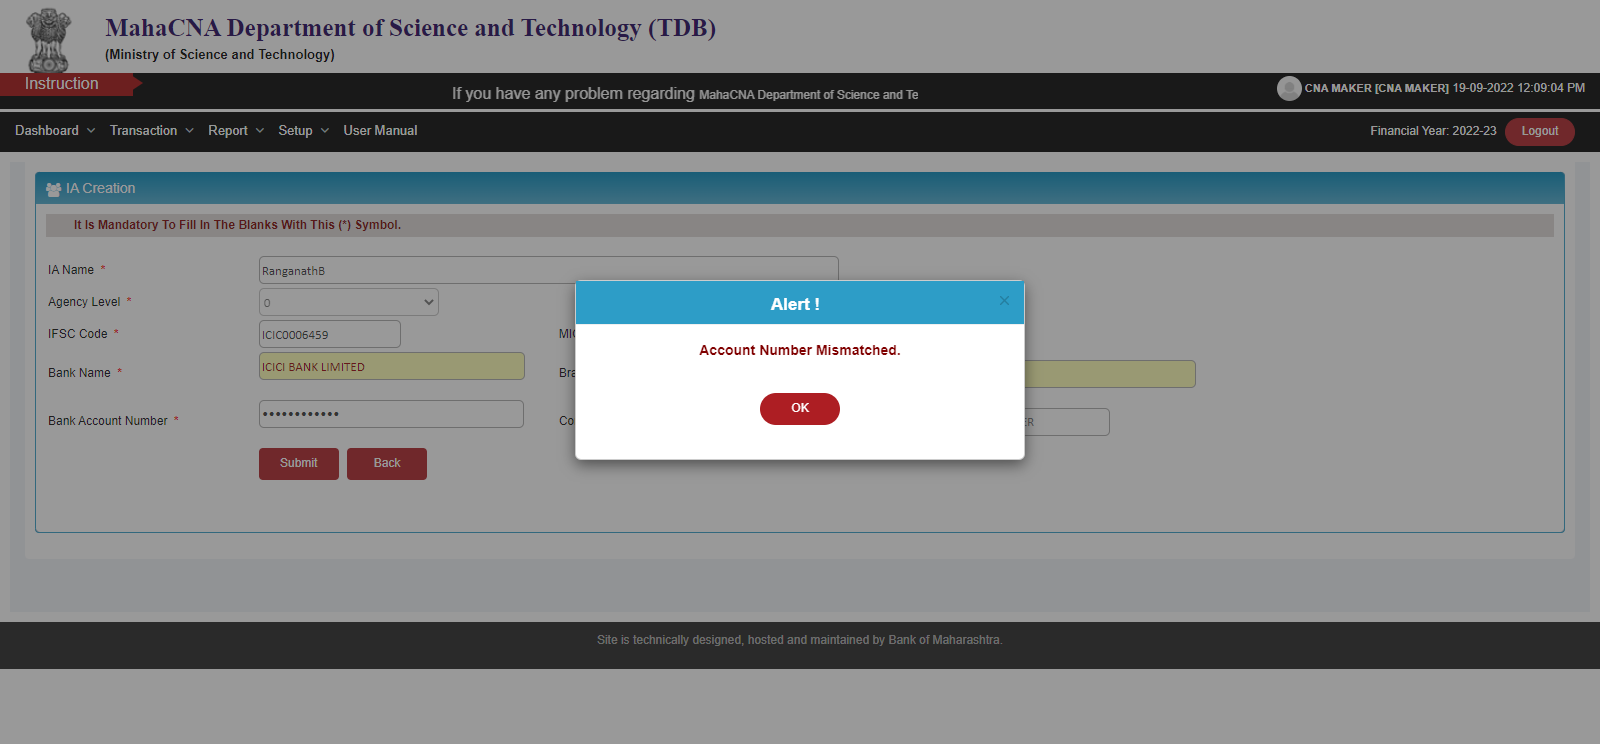 MahaCNA Department of Science and Technology (TDB)
(Ministry of Science and Technology)
Instruction
If you have any problem regarding MahaCNA Department of Science and Te
CNA MAKER [CNA MAKER] 19-09-2022 12:09:04 PM
Dashboard Transaction Report Setup User Manual
Financial Year: 2022-23 Logout
IA Creation
It Is Mandatory To Fill In The Blanks With This (*) Symbol.
IA Name * RanganathB
Agency Level * 0
IFSC Code * ICIC0006459
Bank Name * ICICI BANK LIMITED
Bank Account Number * ••••••••••••
Submit Back
Alert ! ×
Account Number Mismatched.
OK
Site is technically designed, hosted and maintained by Bank of Maharashtra.